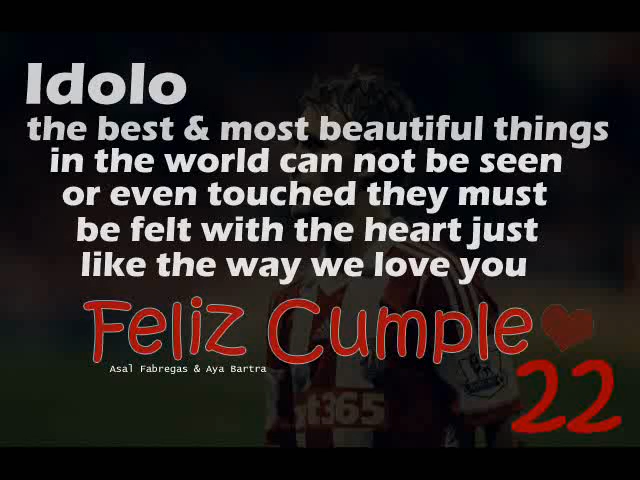 Idolo
the best & most beautiful things
in the world can not be seen
or even touched they must
be felt with the heart just
like the way we love you
Feliz Cumple
Asal Fabregas & Aya Bartra
22
t365